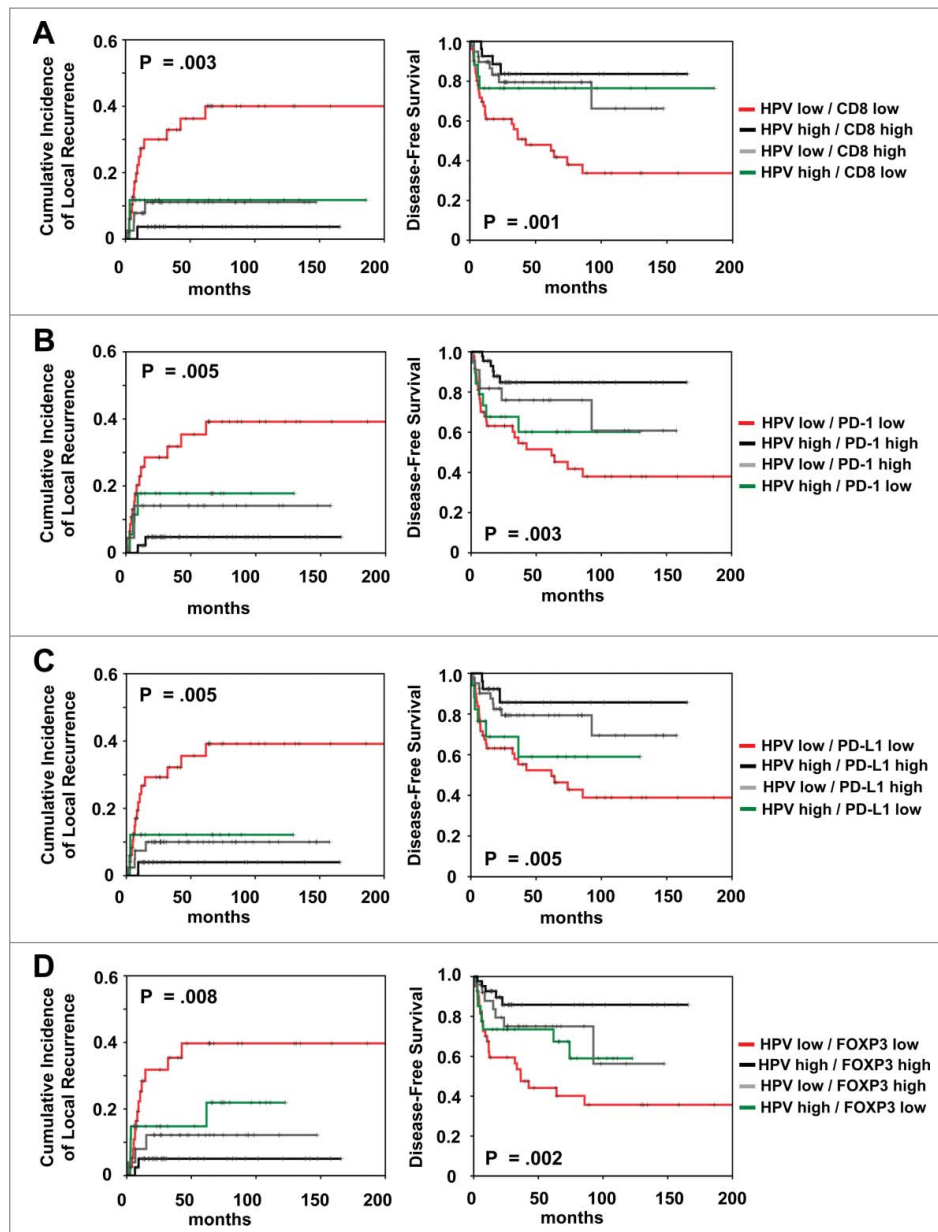 A
Cumulative Incidence
of Local Recurrence
0.6
0.4
0.2
0
P = .003
0 50 100 150 200
months
Disease-Free Survival
1.0
0.8
0.6
0.4
0.2
0
P = .001
0 50 100 150 200
months
HPV low / CD8 low
HPV high / CD8 high
HPV low / CD8 high
HPV high / CD8 low
B
Cumulative Incidence
of Local Recurrence
0.6
0.4
0.2
0
P = .005
0 50 100 150 200
months
Disease-Free Survival
1.0
0.8
0.6
0.4
0.2
0
P = .003
0 50 100 150 200
months
HPV low / PD-1 low
HPV high / PD-1 high
HPV low / PD-1 high
HPV high / PD-1 low
C
Cumulative Incidence
of Local Recurrence
0.6
0.4
0.2
0
P = .005
0 50 100 150 200
months
Disease-Free Survival
1.0
0.8
0.6
0.4
0.2
0
P = .005
0 50 100 150 200
months
HPV low / PD-L1 low
HPV high / PD-L1 high
HPV low / PD-L1 high
HPV high / PD-L1 low
D
Cumulative Incidence
of Local Recurrence
0.6
0.4
0.2
0
P = .008
0 50 100 150 200
months
Disease-Free Survival
1.0
0.8
0.6
0.4
0.2
0
P = .002
0 50 100 150 200
months
HPV low / FOXP3 low
HPV high / FOXP3 high
HPV low / FOXP3 high
HPV high / FOXP3 low